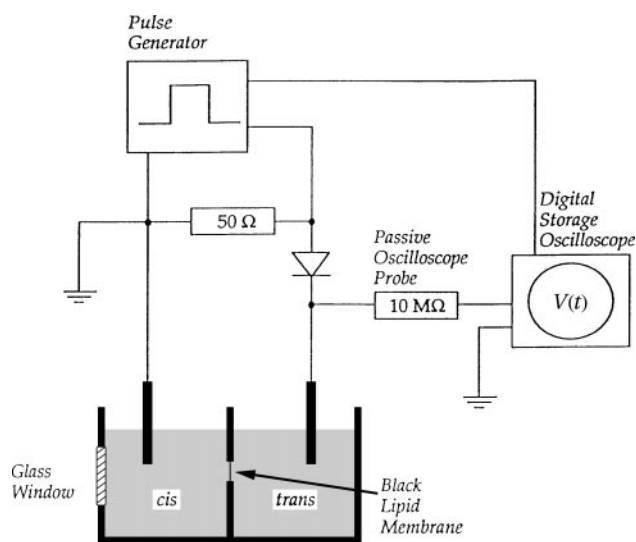 Pulse
Generator
50 Ω
Digital
Storage
Oscilloscope
Passive
Oscilloscope
Probe
10 MΩ
V(t)
Glass
Window
cis
trans
Black
Lipid
Membrane